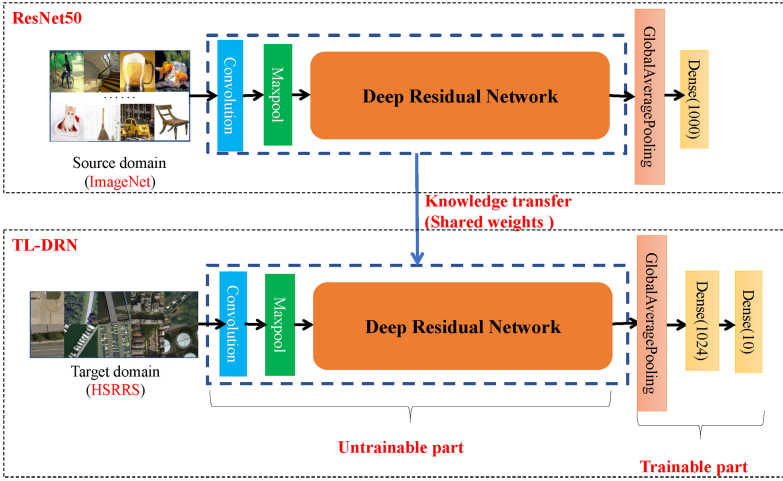 ResNet50
Convolution
Maxpool
Deep Residual Network
GlobalAveragePooling
Dense(1000)
......
Source domain
(ImageNet)
Knowledge transfer
(Shared weights )
TL-DRN
Convolution
Maxpool
Deep Residual Network
GlobalAveragePooling
Dense(1024)
Dense(10)
Target domain
(HSRRS)
Untrainable part
Trainable part